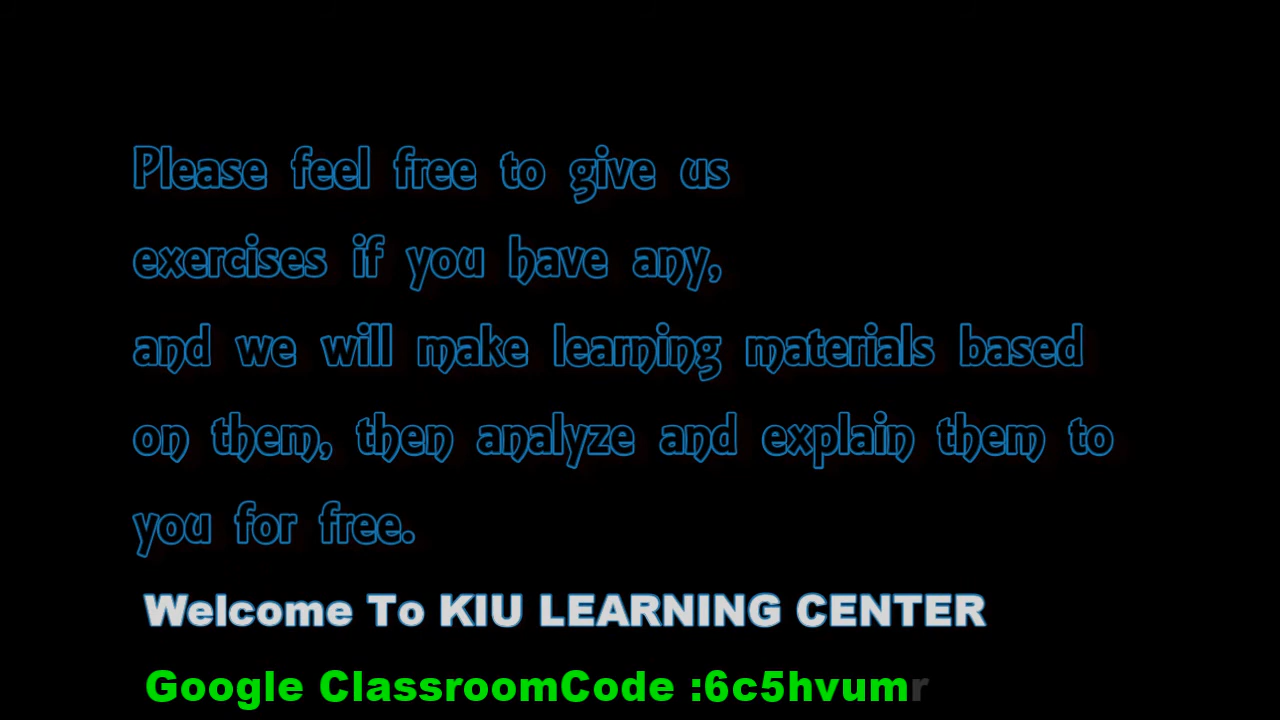 Please feel free to give us
exercises if you have any,
and we will make learning materials based
on them, then analyze and explain them to
you for free.
Welcome To KIU LEARNING CENTER
Google ClassroomCode :6c5hvumr